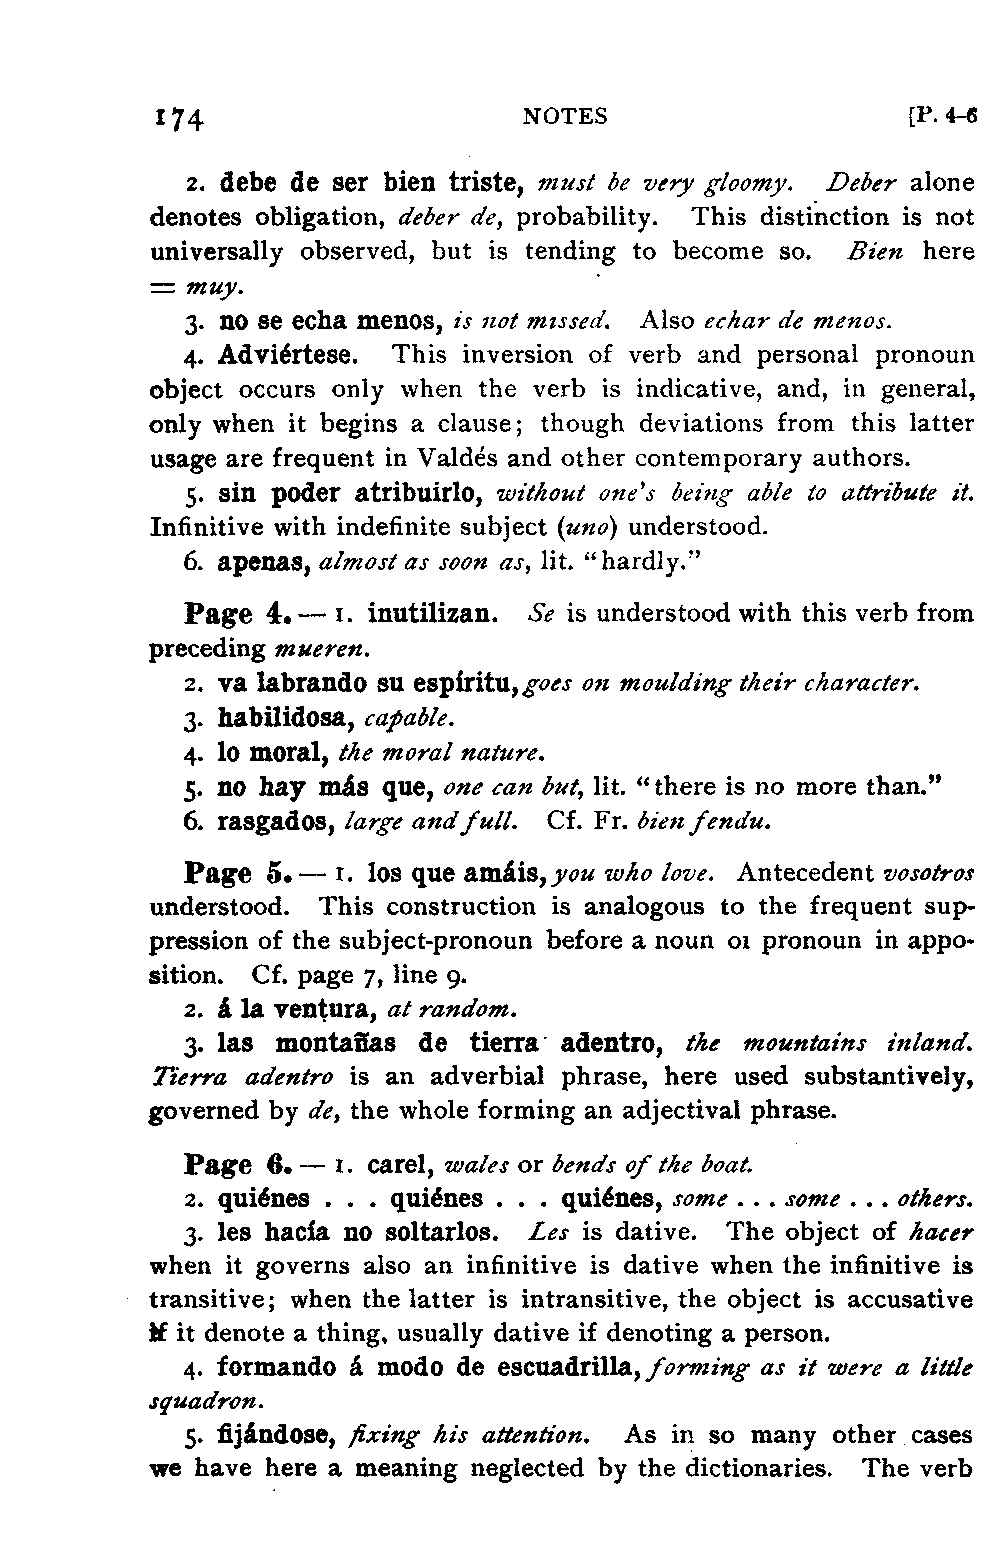 174 NOTES [P. 4–6
2. debe de ser bien triste, must be very gloomy. Deber alone
denotes obligation, deber de, probability. This distinction is not
universally observed, but is tending to become so. Bien here
= muy.
3. no se echa menos, is not missed. Also echar de menos.
4. Adviértese. This inversion of verb and personal pronoun
object occurs only when the verb is indicative, and, in general,
only when it begins a clause; though deviations from this latter
usage are frequent in Valdés and other contemporary authors.
5. sin poder atribuirlo, without one's being able to attribute it.
Infinitive with indefinite subject (uno) understood.
6. apenas, almost as soon as, lit. “hardly.”
Page 4. — 1. inutilizan. Se is understood with this verb from
preceding mueren.
2. va labrando su espíritu, goes on moulding their character.
3. habilidosa, capable.
4. lo moral, the moral nature.
5. no hay más que, one can but, lit. “there is no more than.”
6. rasgados, large and full. Cf. Fr. bien fendu.
Page 5. — 1. los que amáis, you who love. Antecedent vosotros
understood. This construction is analogous to the frequent sup-
pression of the subject-pronoun before a noun or pronoun in appo-
sition. Cf. page 7, line 9.
2. á la ventura, at random.
3. las montañas de tierra adentro, the mountains inland.
Tierra adentro is an adverbial phrase, here used substantively,
governed by de, the whole forming an adjectival phrase.
Page 6. — 1. carel, wales or bends of the boat.
2. quiénes . . . quiénes . . . quiénes, some . . . some . . . others.
3. les hacía no soltarlos. Les is dative. The object of hacer
when it governs also an infinitive is dative when the infinitive is
transitive; when the latter is intransitive, the object is accusative
if it denote a thing, usually dative if denoting a person.
4. formando á modo de escuadrilla, forming as it were a little
squadron.
5. fijándose, fixing his attention. As in so many other cases
we have here a meaning neglected by the dictionaries. The verb